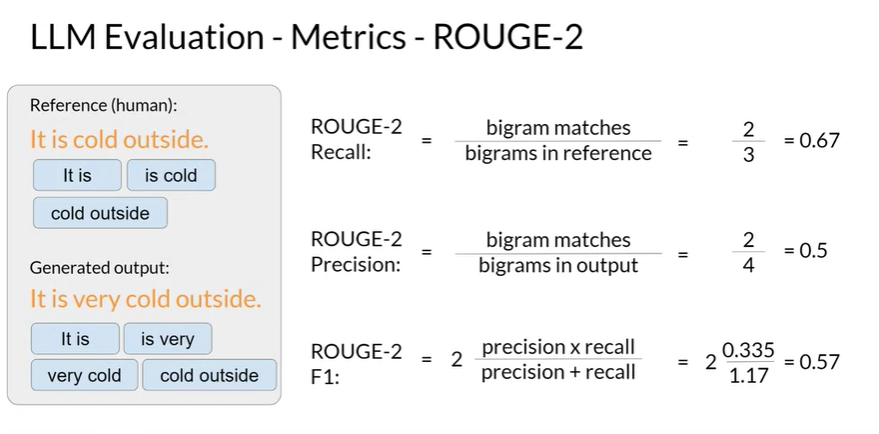 LLM Evaluation - Metrics - ROUGE-2
Reference (human):
It is cold outside.
It is
is cold
cold outside
Generated output:
It is very cold outside.
It is
is very
very cold
cold outside
ROUGE-2
Recall:
=
bigram matches
bigrams in reference
=
2
3
= 0.67
ROUGE-2
Precision:
=
bigram matches
bigrams in output
=
2
4
= 0.5
ROUGE-2
F1:
= 2
precision x recall
precision + recall
= 2
0.335
1.17
= 0.57